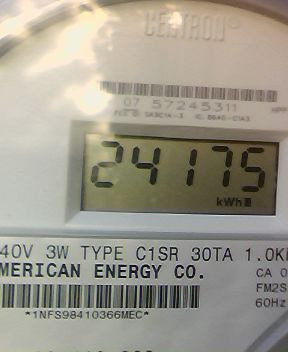 CENTRON®
07 57245311
24175
kWh
40V 3W TYPE C1SR 30TA 1.0K
MERICAN ENERGY CO. CA 0
FM2S
60Hz
*1NFS98410366MEC*